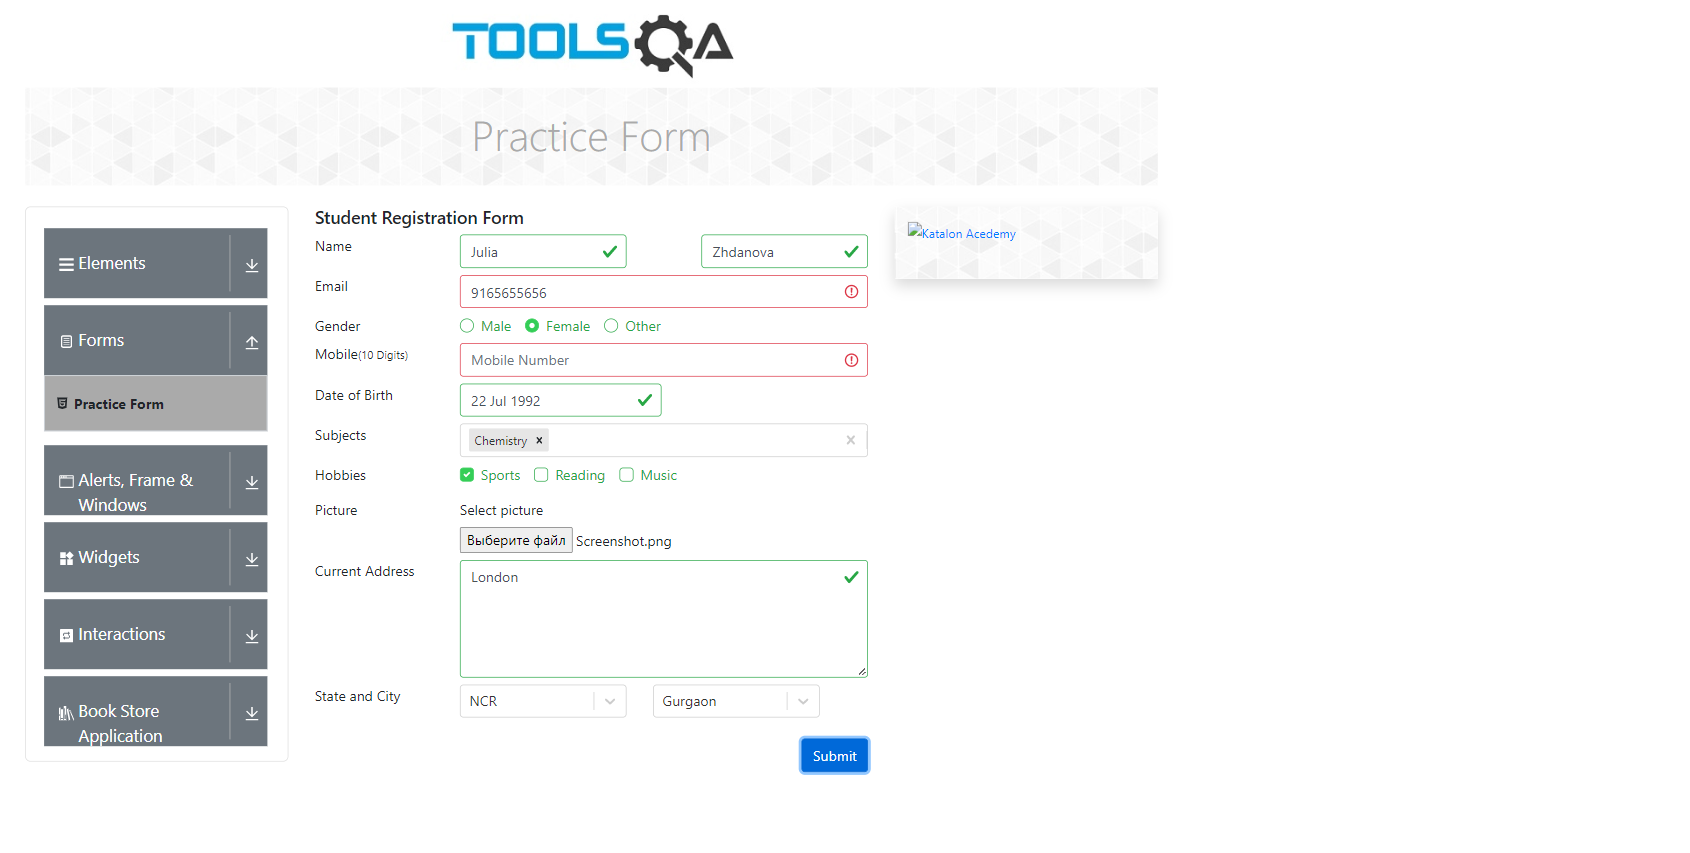 TOOLSQA
Practice Form
Elements
Forms
Practice Form
Alerts, Frame &
Windows
Widgets
Interactions
Book Store
Application
Student Registration Form
Name
Julia
Zhdanova
Email
9165655656
Gender
Male
Female
Other
Mobile(10 Digits)
Mobile Number
Date of Birth
22 Jul 1992
Subjects
Chemistry
Hobbies
Sports
Reading
Music
Picture
Select picture
Выберите файл Screenshot.png
Current Address
London
State and City
NCR
Gurgaon
Submit
Katalon Acedemy